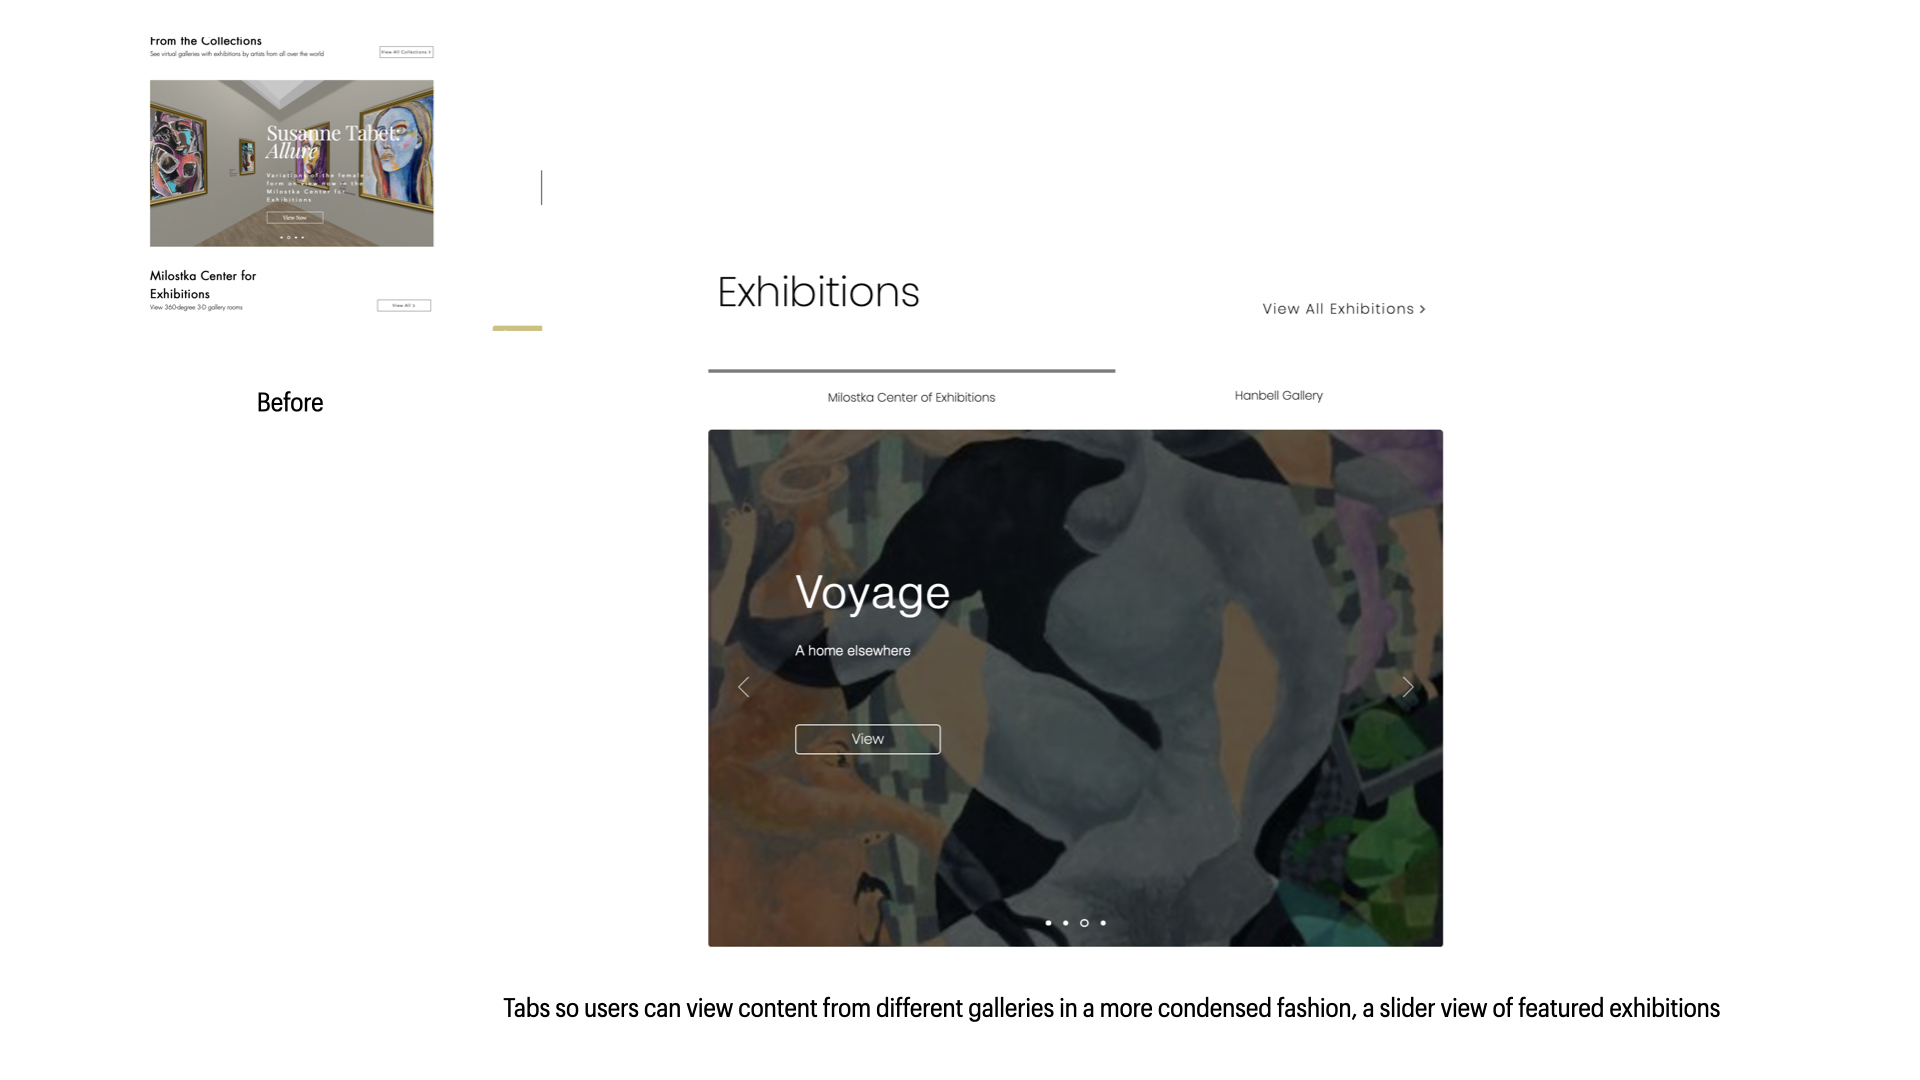 From the Collections
See virtual galleries with exhibitions by artists from all over the world
View All Collections >
Susanne Tabet:
Allure
Variations of the female
form on view now in the
Milostka Center for
Exhibitions
View Now
Milostka Center for
Exhibitions
View 360-degree 3-D gallery rooms
View All >
Before
Exhibitions
View All Exhibitions >
Milostka Center of Exhibitions
Hanbell Gallery
Voyage
A home elsewhere
View
Tabs so users can view content from different galleries in a more condensed fashion, a slider view of featured exhibitions